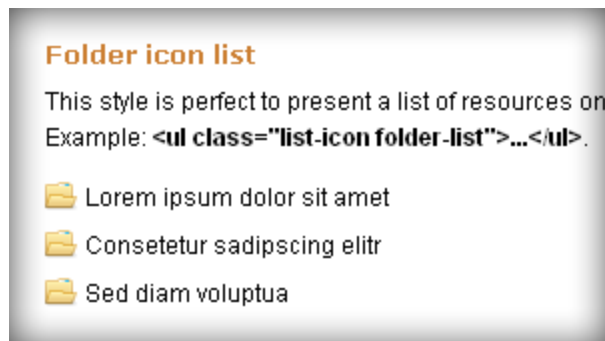 Folder icon list
This style is perfect to present a list of resources on
Example: <ul class="list-icon folder-list">...</ul>.
Lorem ipsum dolor sit amet
Consetetur sadipscing elitr
Sed diam voluptua